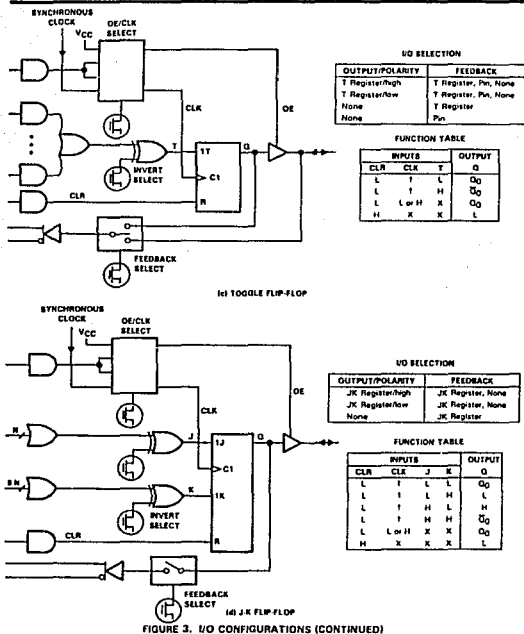 SYNCHRONOUS CLOCK
OE/CLK SELECT
VCC
CLK
OE
T
1T
Q
C1
INVERT SELECT
CLR
R
FEEDBACK SELECT
I/O SELECTION
OUTPUT/POLARITY FEEDBACK
T Register/high T Register, Pin, None
T Register/low T Register, Pin, None
None T Register
None Pin
FUNCTION TABLE
INPUTS OUTPUT
CLR CLK T Q
L ↑ L Q0
L ↑ H Q̅0
L L or H X Q0
H X X L
(c) TOGGLE FLIP-FLOP
SYNCHRONOUS CLOCK
OE/CLK SELECT
VCC
CLK
OE
N
J
1J
Q
C1
8 N
K
1K
INVERT SELECT
CLR
R
FEEDBACK SELECT
I/O SELECTION
OUTPUT/POLARITY FEEDBACK
JK Register/high JK Register, None
JK Register/low JK Register, None
None JK Register
FUNCTION TABLE
INPUTS OUTPUT
CLR CLK J K Q
L ↑ L L Q0
L ↑ L H L
L ↑ H L H
L ↑ H H Q̅0
L L or H X X Q0
H X X X L
(d) J-K FLIP-FLOP
FIGURE 3. I/O CONFIGURATIONS (CONTINUED)